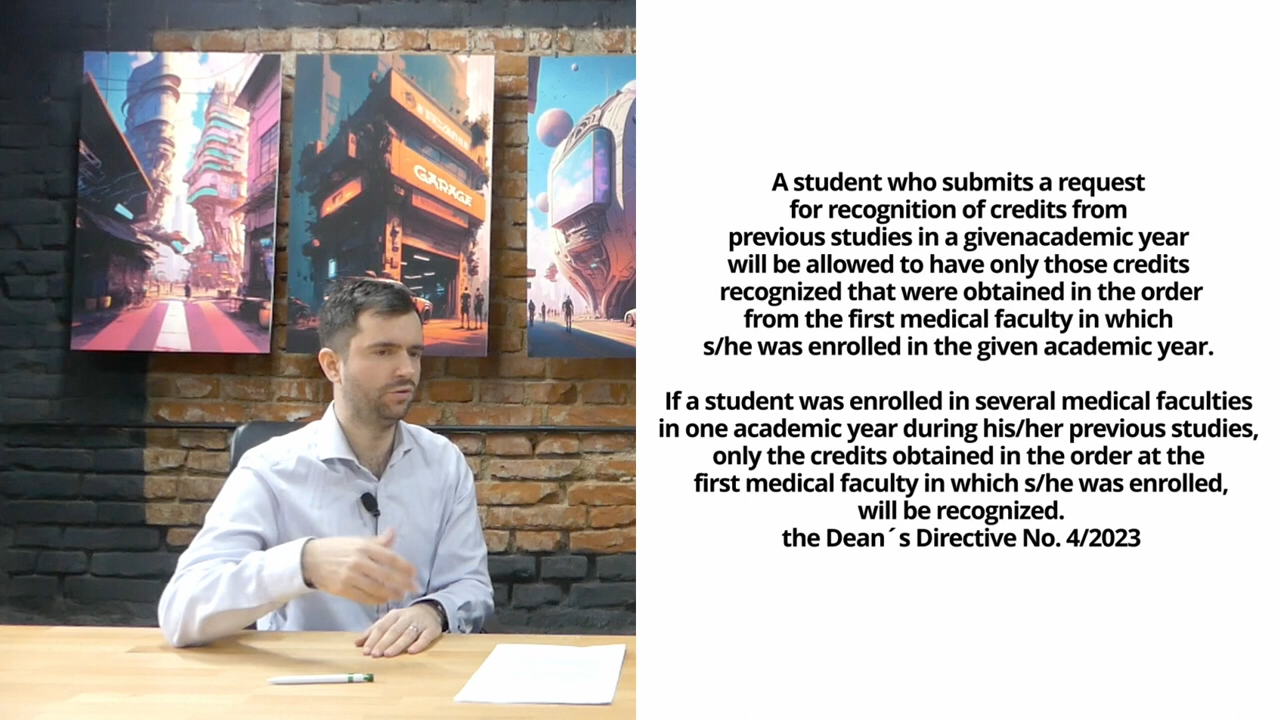 GARAGE
A student who submits a request
for recognition of credits from
previous studies in a givenacademic year
will be allowed to have only those credits
recognized that were obtained in the order
from the first medical faculty in which
s/he was enrolled in the given academic year.
If a student was enrolled in several medical faculties
in one academic year during his/her previous studies,
only the credits obtained in the order at the
first medical faculty in which s/he was enrolled,
will be recognized.
the Dean´s Directive No. 4/2023